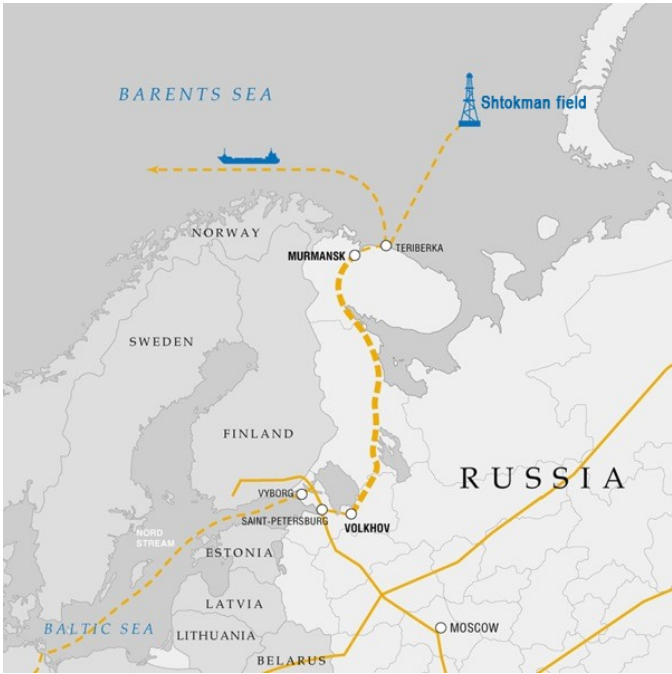 BARENTS SEA
Shtokman field
NORWAY
MURMANSK
TERIBERKA
SWEDEN
FINLAND
RUSSIA
VYBORG
SAINT-PETERSBURG
VOLKHOV
NORD
STREAM
ESTONIA
LATVIA
BALTIC SEA
LITHUANIA
MOSCOW
BELARUS